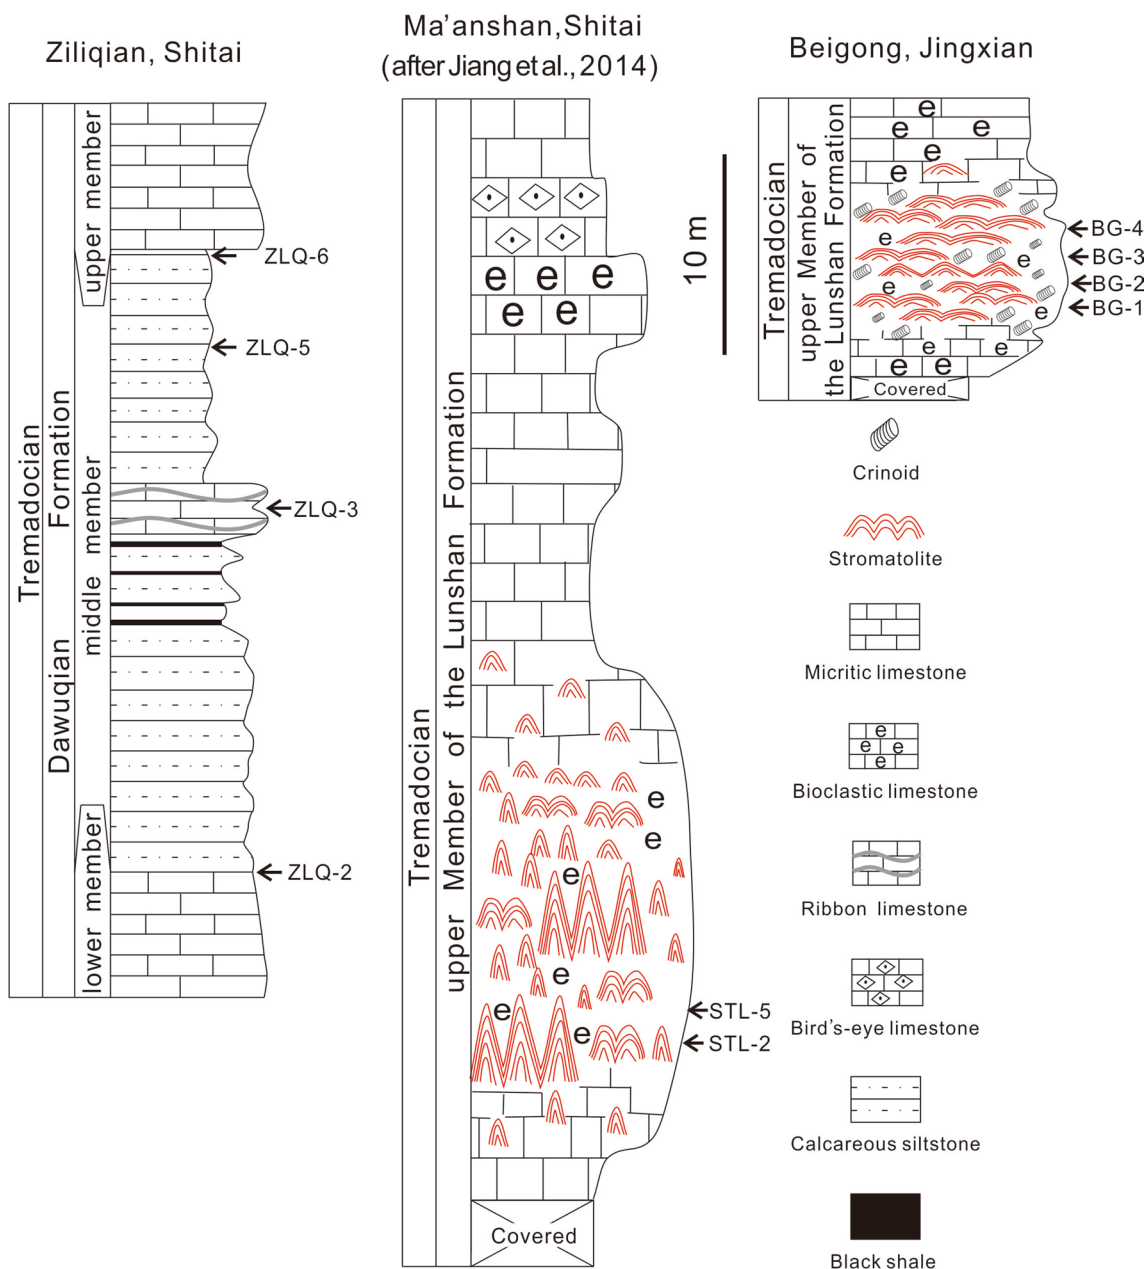 Ziliqian, Shitai
Tremadocian
Dawuqian Formation
upper member
middle member
lower member
ZLQ-6
ZLQ-5
ZLQ-3
ZLQ-2
Ma'anshan, Shitai
(after Jiang et al., 2014)
Tremadocian
upper Member of the Lunshan Formation
e e e
e e
e
e
e
e
e
e
STL-5
STL-2
Covered
10 m
Beigong, Jingxian
Tremadocian
upper Member of
the Lunshan Formation
e
e e
e
e
e
e
e
e
e e
e e
BG-4
BG-3
BG-2
BG-1
Covered
Crinoid
Stromatolite
Micritic limestone
e
e e
e
Bioclastic limestone
Ribbon limestone
Bird's-eye limestone
Calcareous siltstone
Black shale